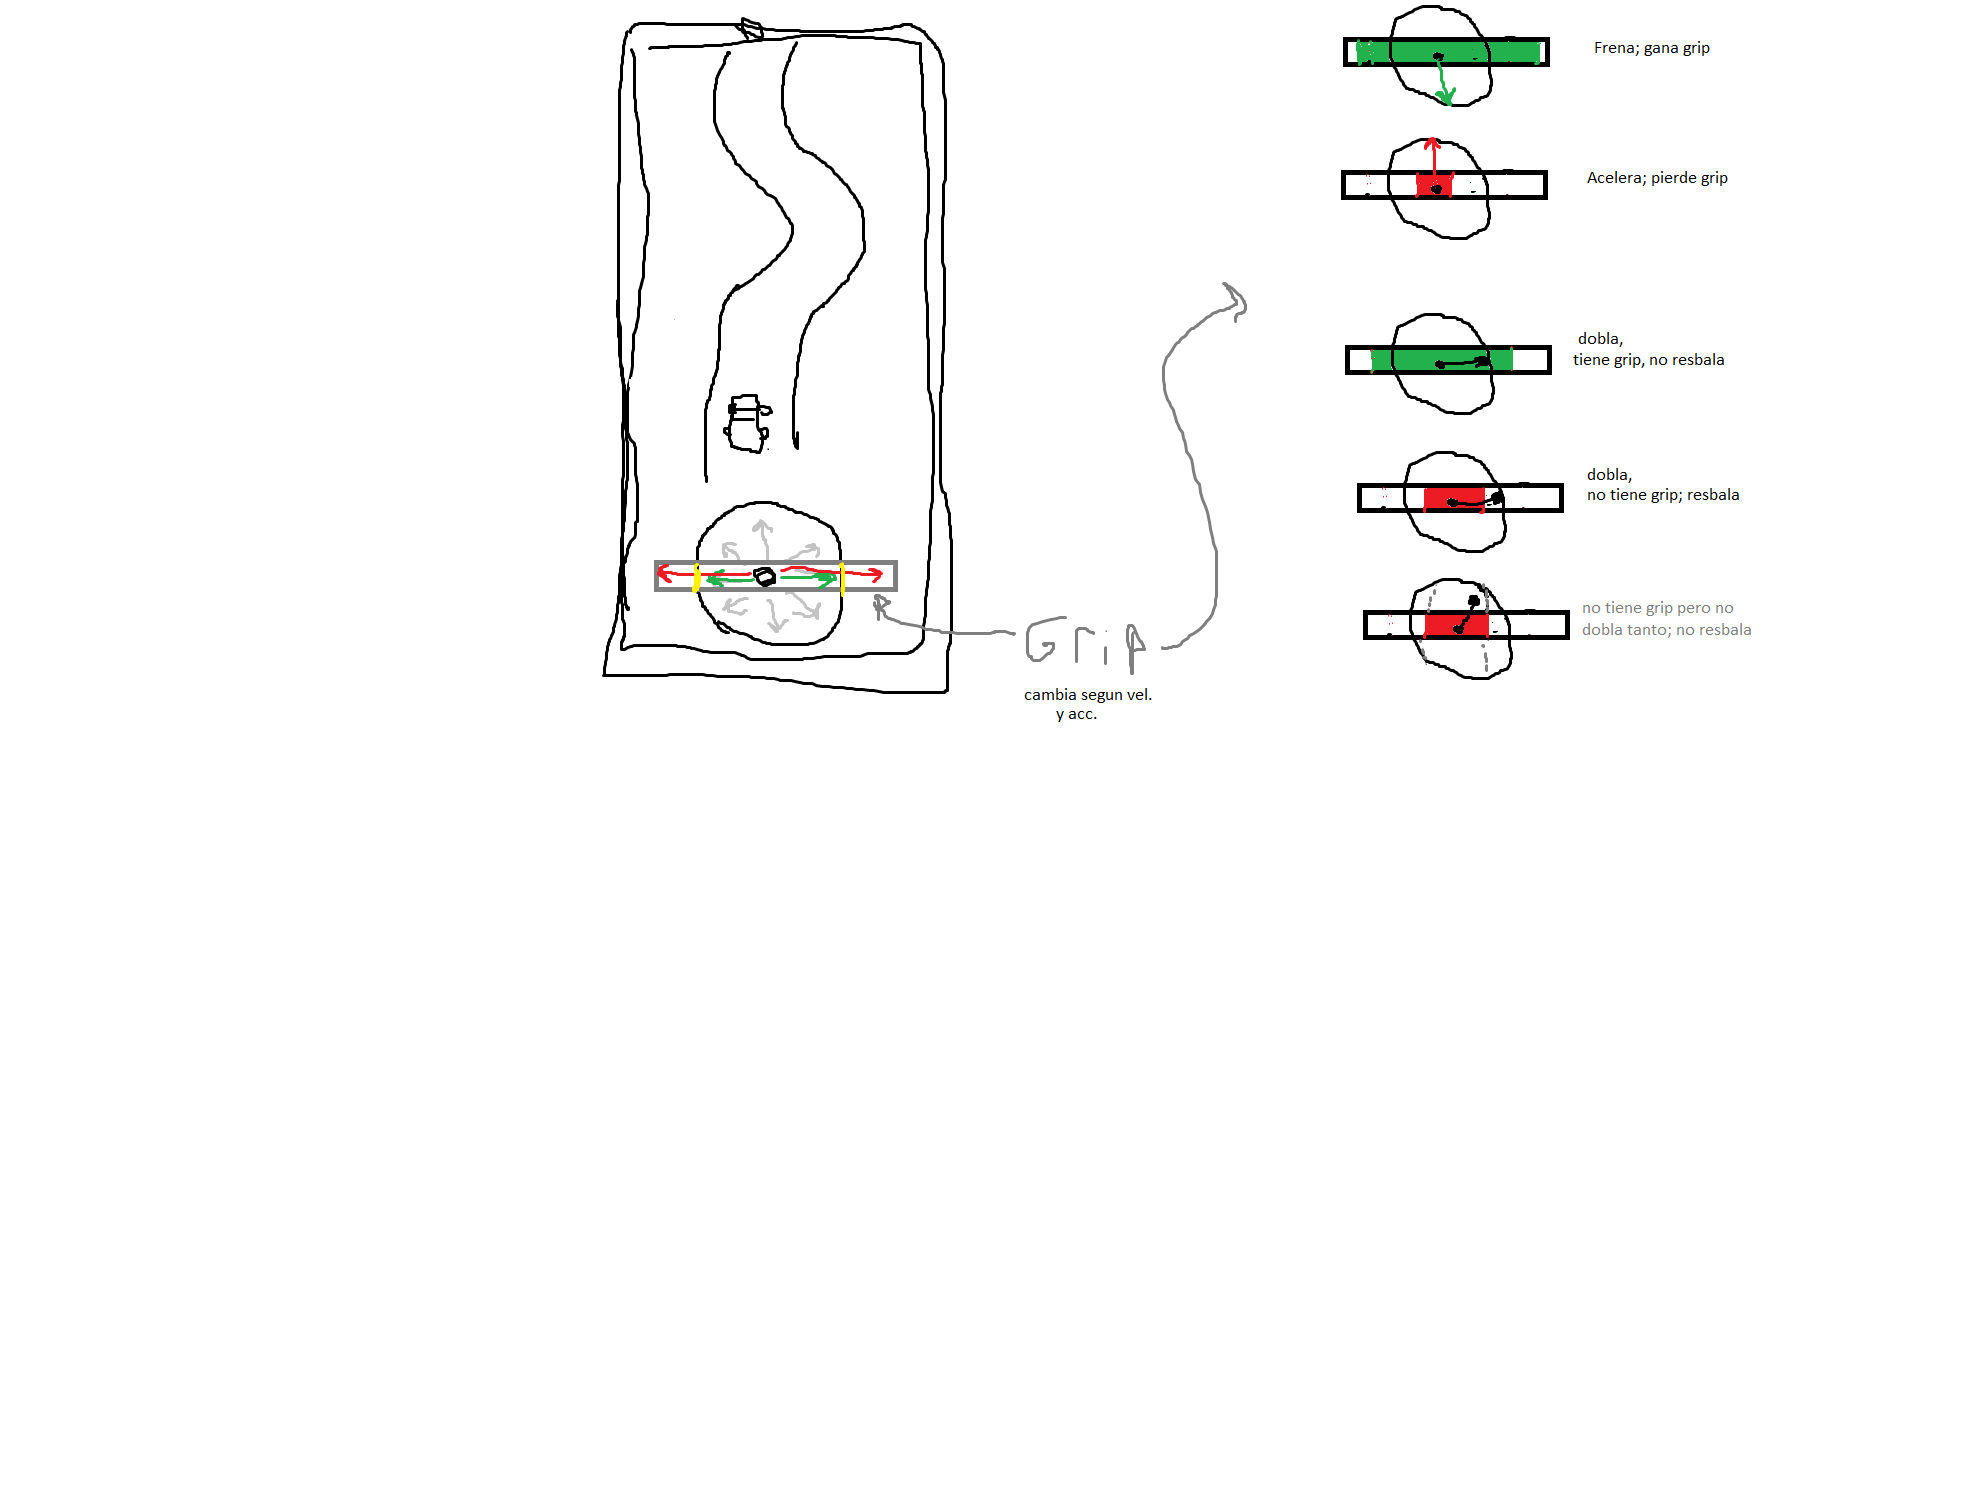 Frena; gana grip
Acelera; pierde grip
dobla,
tiene grip, no resbala
dobla,
no tiene grip; resbala
no tiene grip pero no
dobla tanto; no resbala
Grip
cambia segun vel.
y acc.